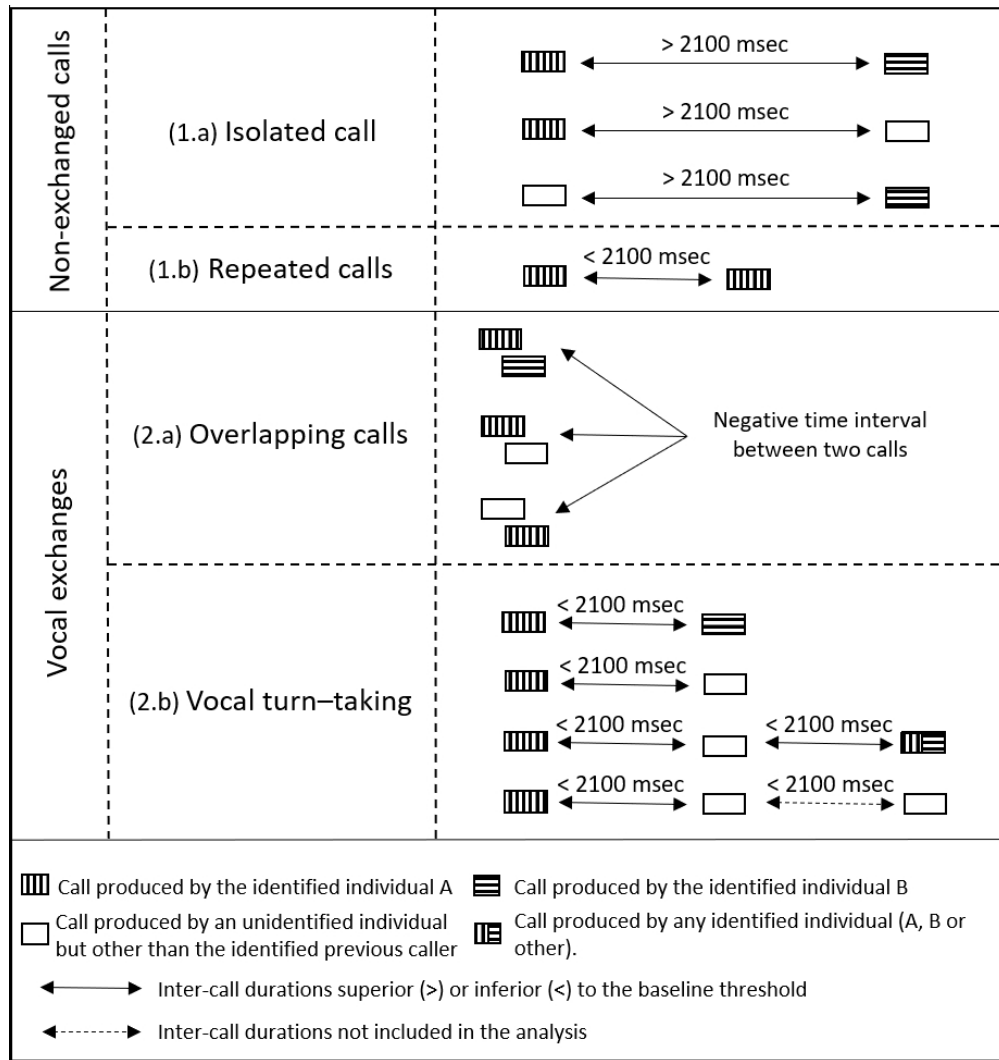 Non-exchanged calls
(1.a) Isolated call
> 2100 msec
> 2100 msec
> 2100 msec
(1.b) Repeated calls
< 2100 msec
Vocal exchanges
(2.a) Overlapping calls
Negative time interval
between two calls
(2.b) Vocal turn–taking
< 2100 msec
< 2100 msec
< 2100 msec < 2100 msec
< 2100 msec < 2100 msec
Call produced by the identified individual A
Call produced by the identified individual B
Call produced by an unidentified individual
but other than the identified previous caller
Call produced by any identified individual (A, B or
other).
Inter-call durations superior (>) or inferior (<) to the baseline threshold
Inter-call durations not included in the analysis